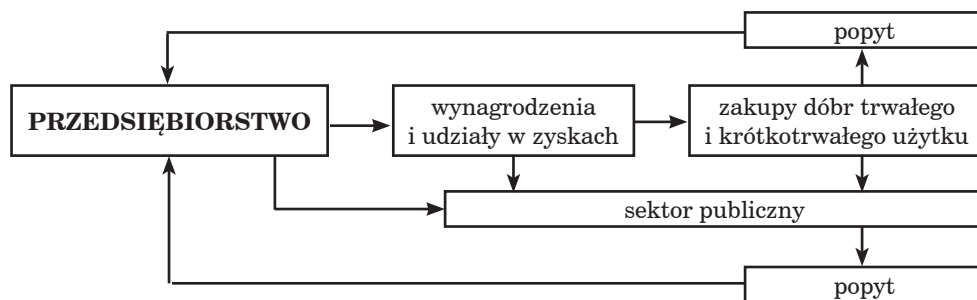 popyt
PRZEDSIĘBIORSTWO
wynagrodzenia
i udziały w zyskach
zakupy dóbr trwałego
i krótkotrwałego użytku
sektor publiczny
popyt